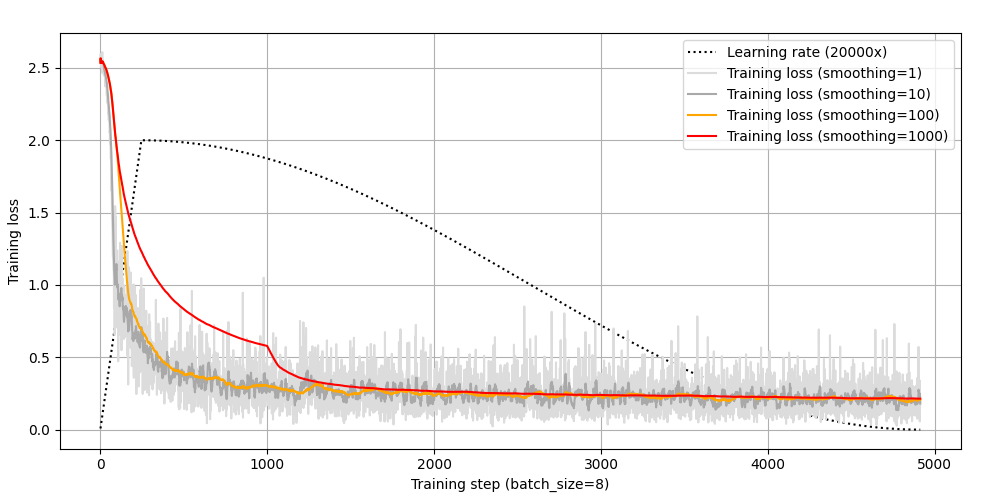 Learning rate (20000x)
Training loss (smoothing=1)
Training loss (smoothing=10)
Training loss (smoothing=100)
Training loss (smoothing=1000)
Training loss
2.5
2.0
1.5
1.0
0.5
0.0
0 1000 2000 3000 4000 5000
Training step (batch_size=8)